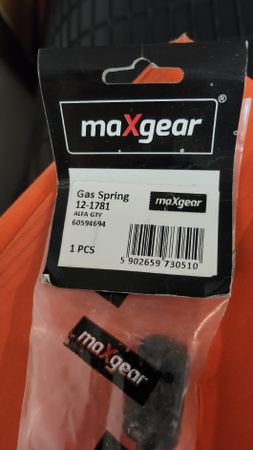 maXgear®
Gas Spring
12-1781
maXgear
ALFA GTV
60594694
1 PCS
5 902659 730510
maXgear